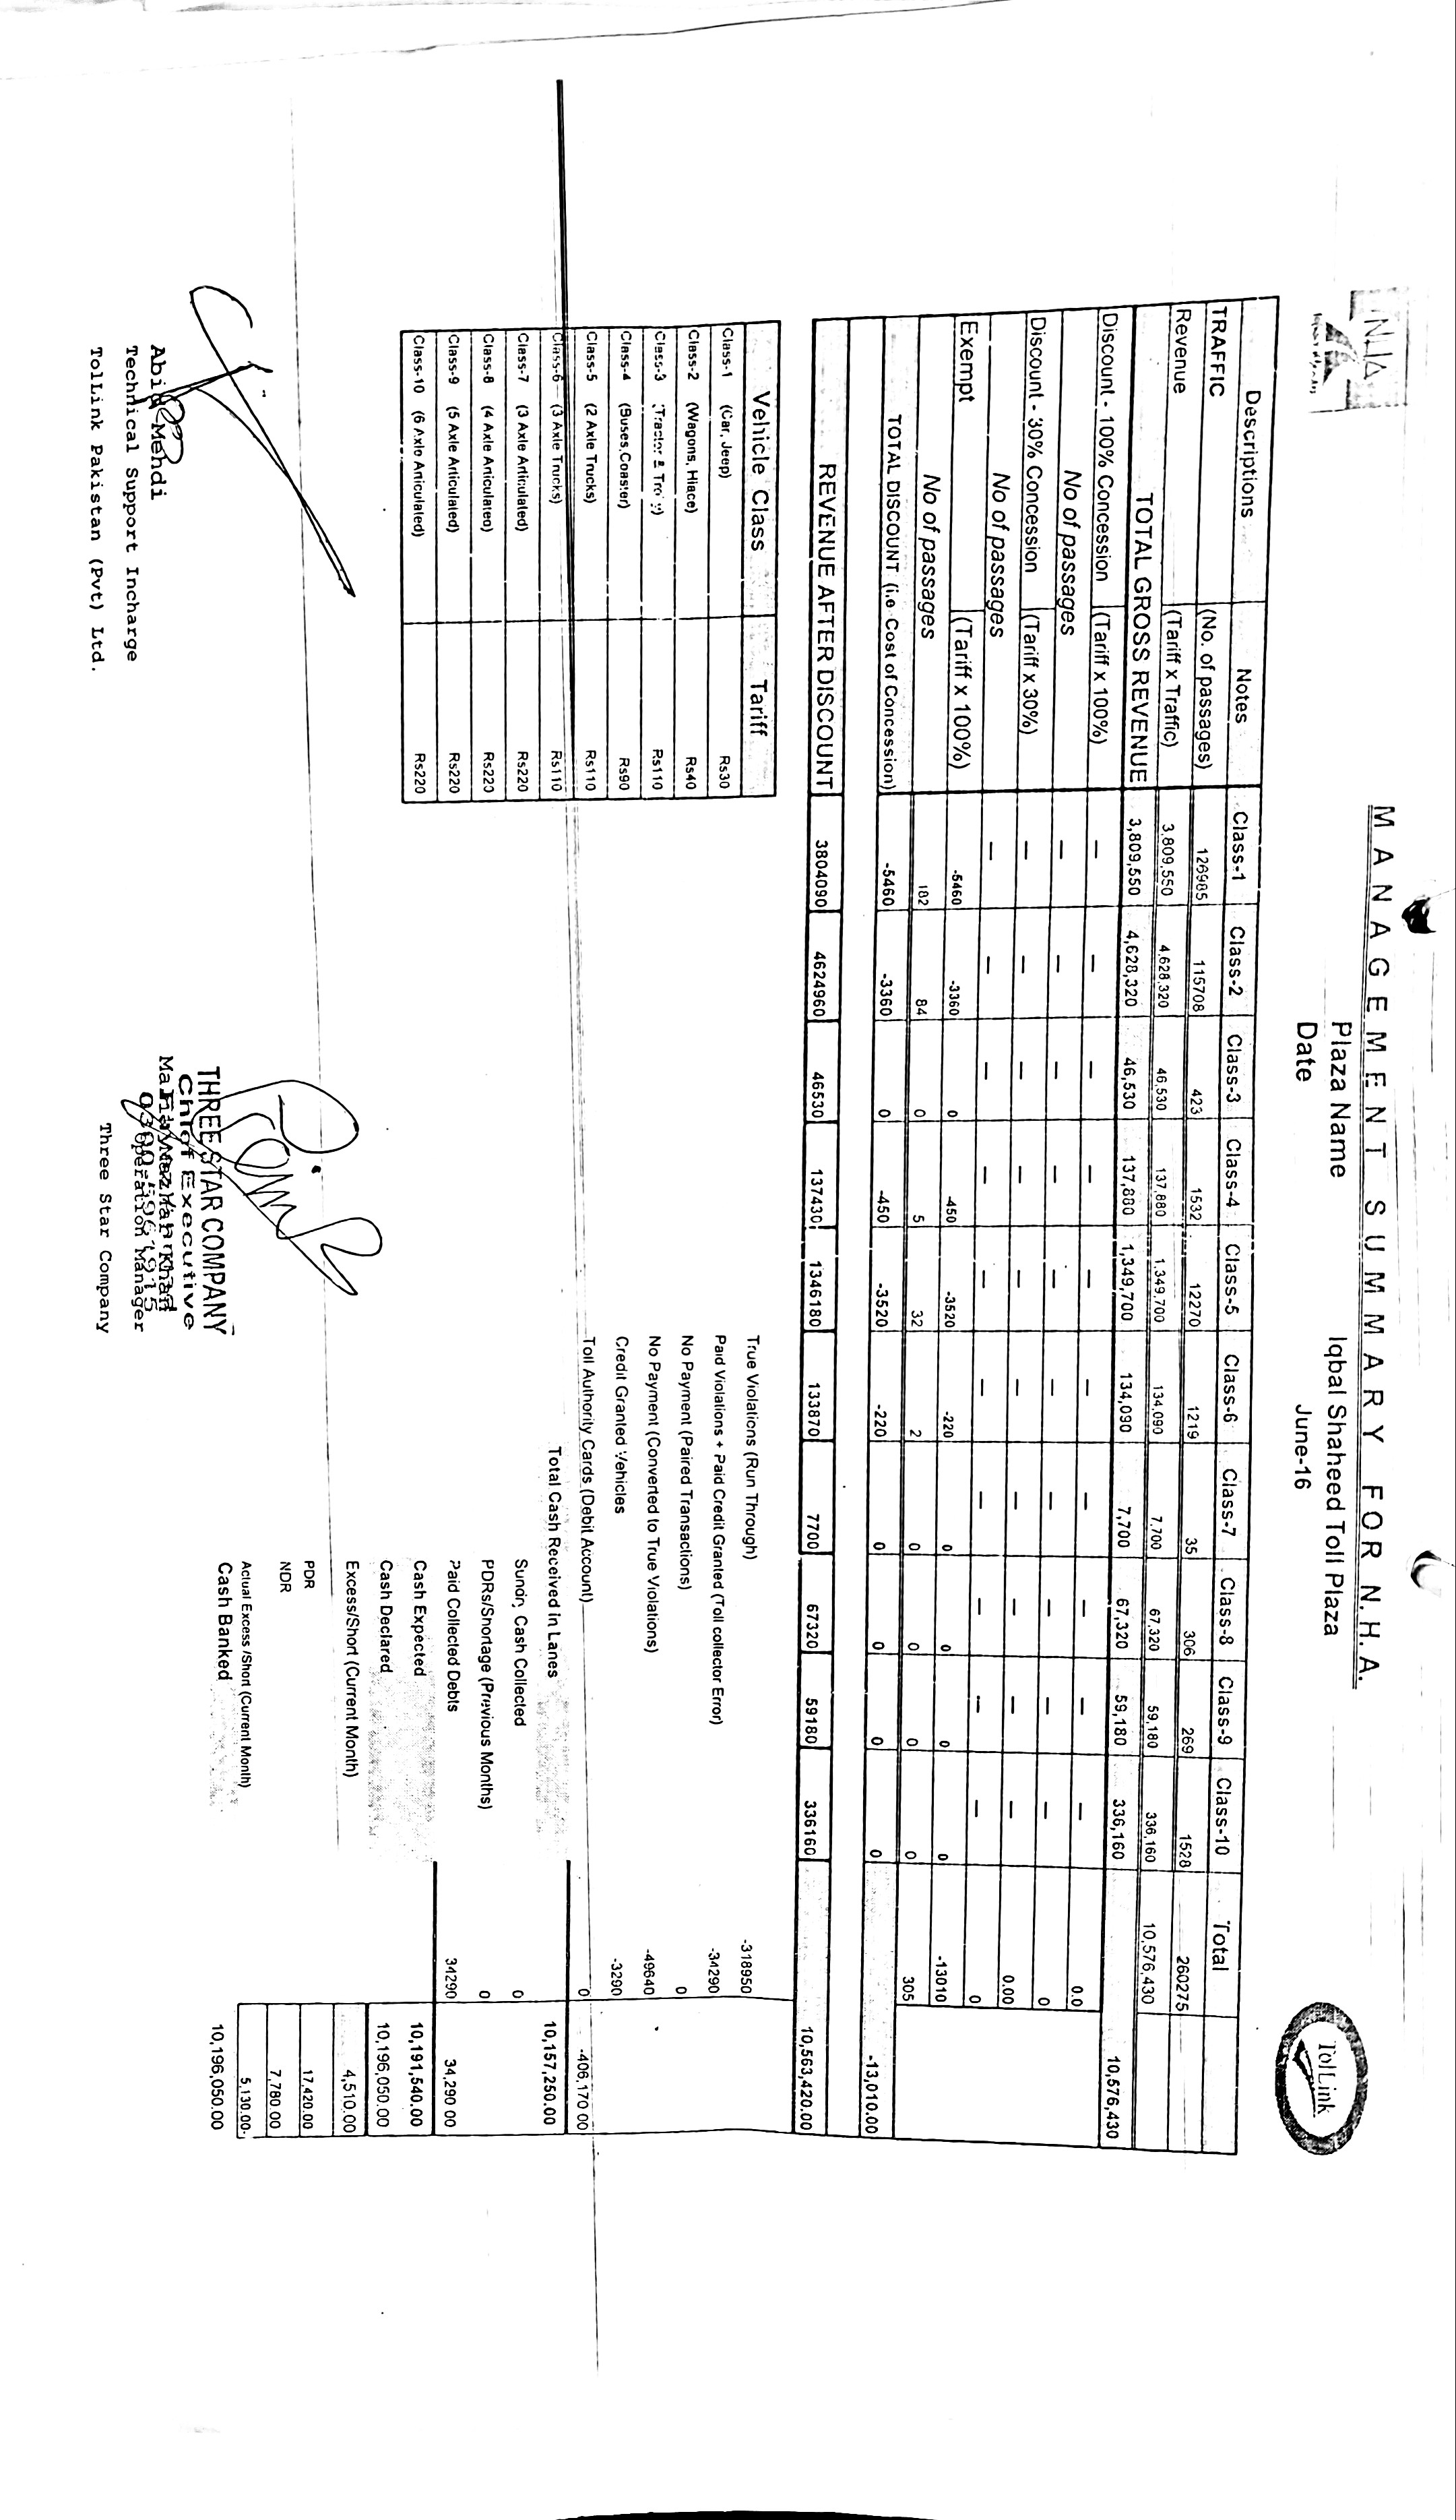 NHA
MANAGEMENT SUMMARY FOR N.H.A.
TolLink
Plaza Name Iqbal Shaheed Toll Plaza
Date June-16
Descriptions Notes Class-1 Class-2 Class-3 Class-4 Class-5 Class-6 Class-7 Class-8 Class-9 Class-10 Total
TRAFFIC (No. of passages) 126985 115708 423 1532 12270 1219 35 306 269 1528 260275
Revenue (Tariff x Traffic) 3,809,550 4,628,320 46,530 137,880 1,349,700 134,090 7,700 67,320 59,180 336,160 10,576,430
TOTAL GROSS REVENUE 3,809,550 4,628,320 46,530 137,880 1,349,700 134,090 7,700 67,320 59,180 336,160 10,576,430
Discount - 100% Concession (Tariff x 100%) – – – – – – – – – – 0.0
No of passages – – – – – – – – – – 0
Discount - 30% Concession (Tariff x 30%) – – – – – – – – – – 0.00
No of passages – – – – – – – – – – 0
Exempt (Tariff x 100%) -5460 -3360 0 -450 -3520 -220 0 0 0 0 -13010
No of passages 182 84 0 5 32 2 0 0 0 0 305
TOTAL DISCOUNT (i.e Cost of Concession) -5460 -3360 0 -450 -3520 -220 0 0 0 0 -13,010.00
REVENUE AFTER DISCOUNT 3804090 4624960 46530 137430 1346180 133870 7700 67320 59180 336160 10,563,420.00
Vehicle Class Tariff
Class-1 (Car, Jeep) Rs30
Class-2 (Wagons, Hiace) Rs40
Class-3 (Tractor & Trolly) Rs110
Class-4 (Buses,Coaster) Rs90
Class-5 (2 Axle Trucks) Rs110
Class-6 (3 Axle Trucks) Rs110
Class-7 (3 Axle Articulated) Rs220
Class-8 (4 Axle Articulated) Rs220
Class-9 (5 Axle Articulated) Rs220
Class-10 (6 Axle Articulated) Rs220
True Violations (Run Through) -318950
Paid Violations + Paid Credit Granted (Toll collector Error) -34290
No Payment (Paired Transactions) 0
No Payment (Converted to True Violations) -49640
Credit Granted Vehicles -3290
Toll Authority Cards (Debit Account) 0 -406,170.00
Total Cash Received in Lanes 10,157,250.00
Sundry Cash Collected 0
PDRs/Shortage (Previous Months) 0
Paid Collected Debts 34290 34,290.00
Cash Expected 10,191,540.00
Cash Declared 10,196,050.00
Excess/Short (Current Month) 4,510.00
PDR 17,420.00
NDR 7,780.00
Actual Excess /Short (Current Month) 5,130.00
Cash Banked 10,196,050.00
Abid Mehdi
Technical Support Incharge
TolLink Pakistan (Pvt) Ltd.
THREE STAR COMPANY
Chief Executive
Operation Manager
Three Star Company